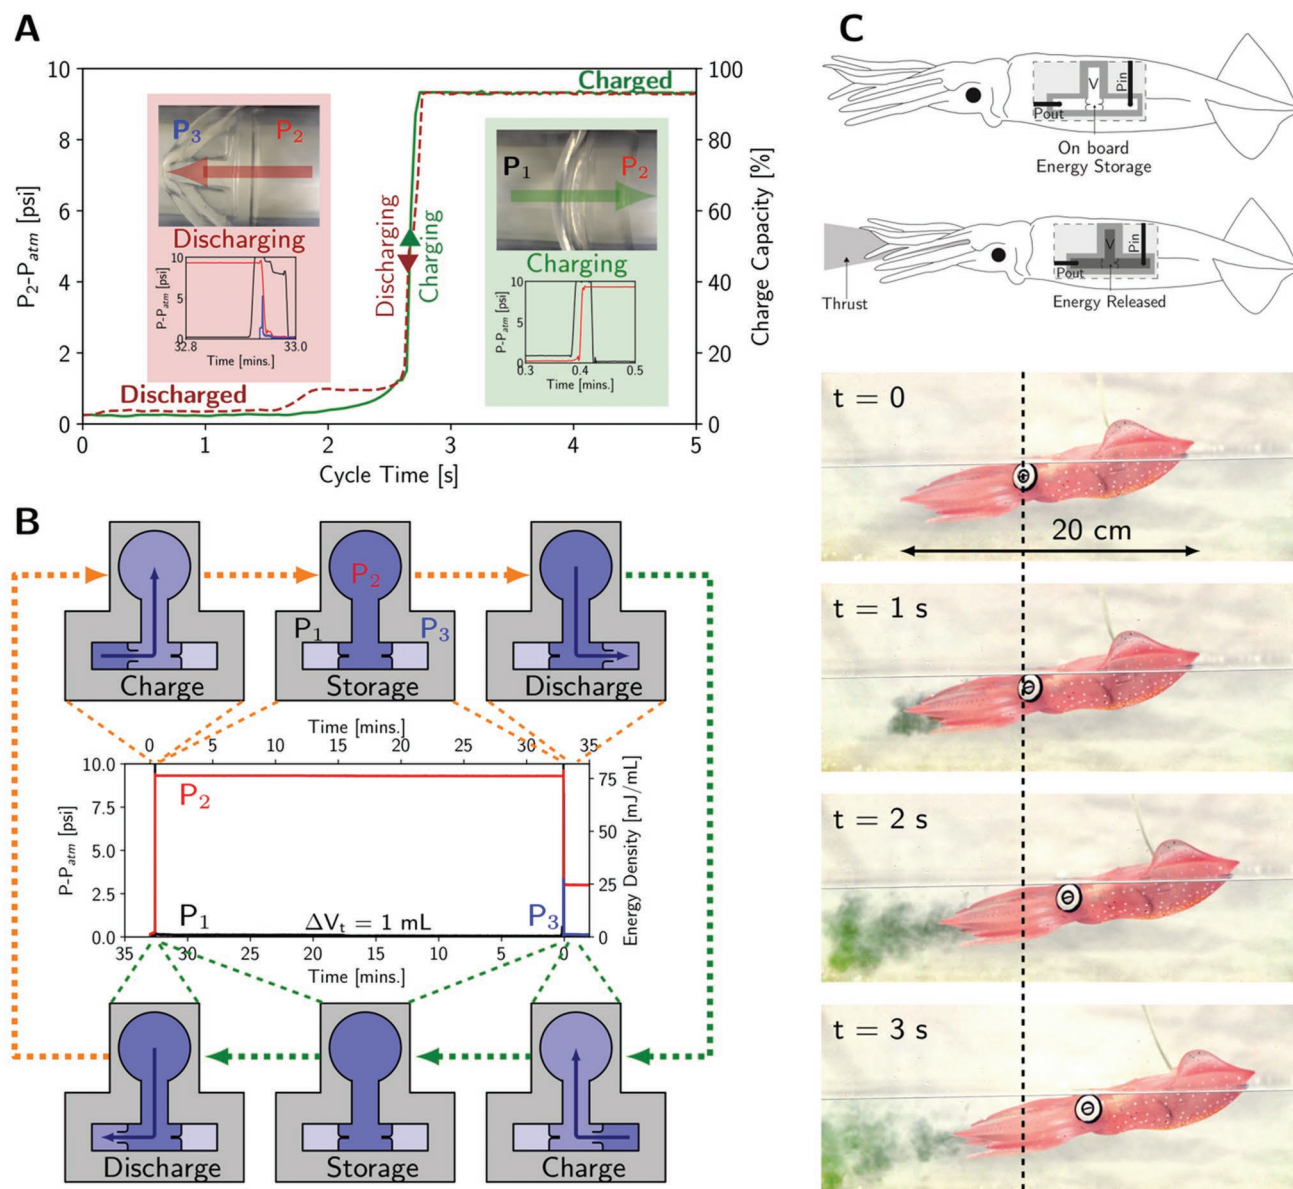 A
10
8
6
4
2
0
P2-Patm [psi]
0
1
2
3
4
5
Cycle Time [s]
100
80
60
40
20
0
Charge Capacity [%]
P3
P2
Discharging
10
5
0
P-Patm [psi]
32.8
33.0
Time [mins.]
Discharged
Discharging
Charging
Charged
P1
P2
Charging
10
5
0
P-Patm [psi]
0.3
0.4
0.5
Time [mins.]
B
Charge
P2
P1
P3
Storage
Discharge
Time [mins.]
0 5 10 15 20 25 30 35
10.0
7.5
5.0
2.5
0.0
P-Patm [psi]
P2
P1
ΔVt = 1 mL
P3
75
50
25
0
Energy Density [mJ/mL]
35 30 25 20 15 10 5 0
Time [mins.]
Discharge
Storage
Charge
C
V
Pin
Pout
On board
Energy Storage
V
Pin
Pout
Thrust
Energy Released
t = 0
20 cm
t = 1 s
t = 2 s
t = 3 s